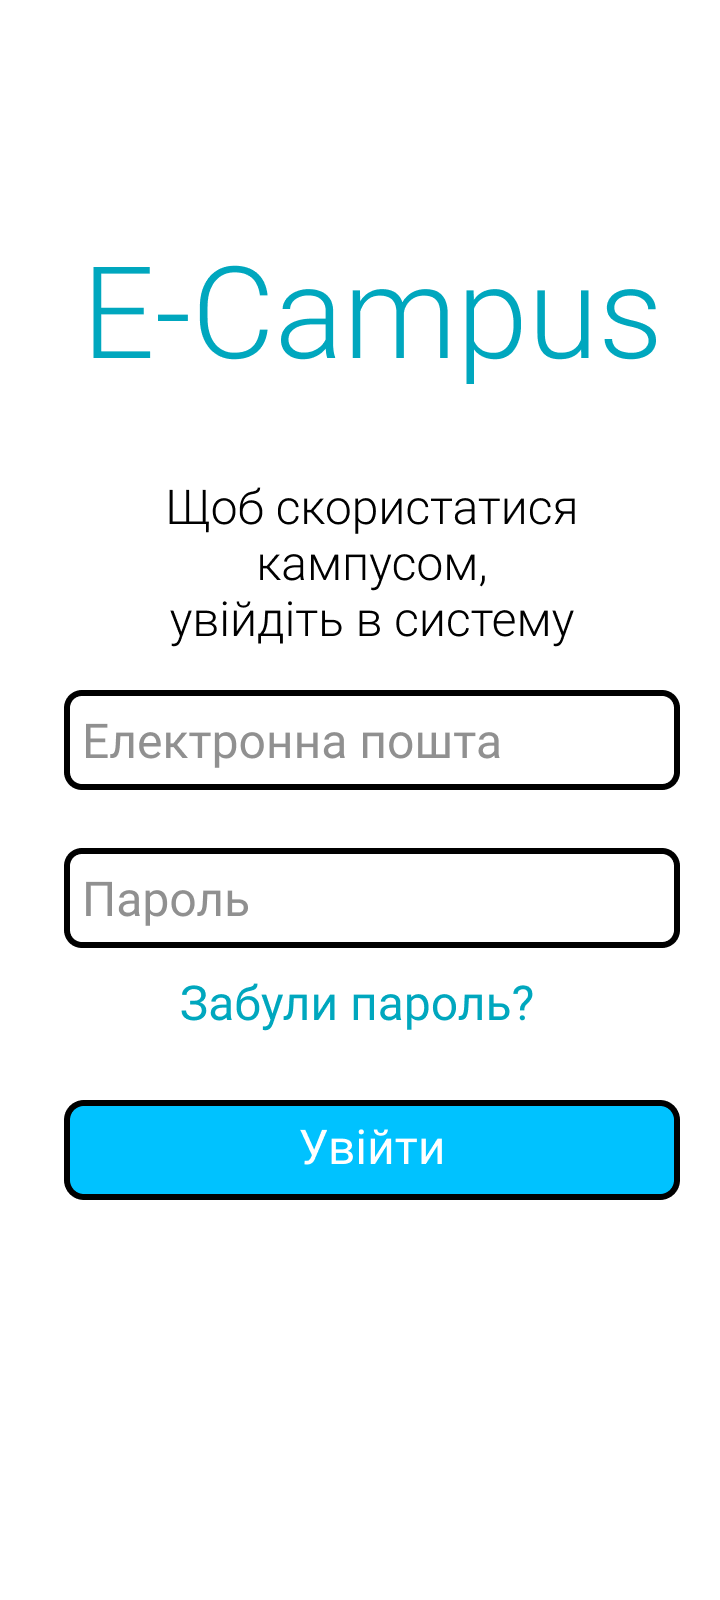 E-Campus
Щоб скористатися
кампусом,
увійдіть в систему
Електронна пошта
Пароль
Забули пароль?
Увійти